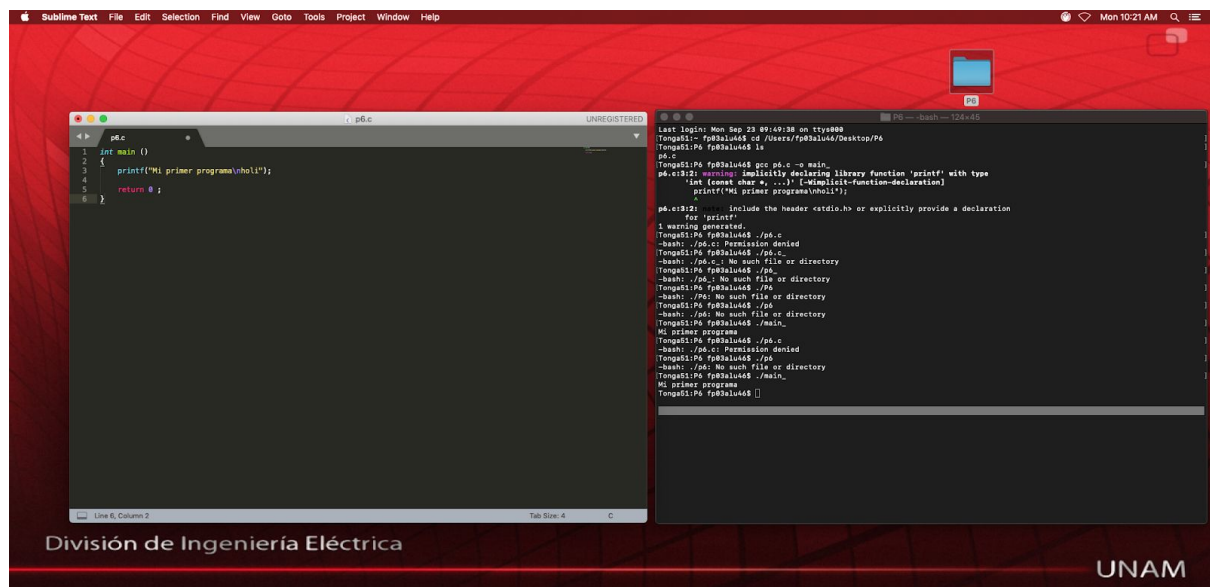 Sublime Text File Edit Selection Find View Goto Tools Project Window Help
Mon 10:21 AM
P6
p6.c
UNREGISTERED
p6.c
1 int main ()
2 {
3 printf("Mi primer programa\nholi");
4
5 return 0 ;
6 }
Line 6, Column 2
Tab Size: 4
C
P6 — -bash — 124×45
Last login: Mon Sep 23 09:49:38 on ttys000
[Tonga51:~ fp03alu46$ cd /Users/fp03alu46/Desktop/P6 ]
[Tonga51:P6 fp03alu46$ ls ]
p6.c
[Tonga51:P6 fp03alu46$ gcc p6.c -o main_ ]
p6.c:3:2: warning: implicitly declaring library function 'printf' with type
'int (const char *, ...)' [-Wimplicit-function-declaration]
printf("Mi primer programa\nholi");
^
p6.c:3:2: note: include the header <stdio.h> or explicitly provide a declaration
for 'printf'
1 warning generated.
[Tonga51:P6 fp03alu46$ ./p6.c ]
-bash: ./p6.c: Permission denied
[Tonga51:P6 fp03alu46$ ./p6.c_ ]
-bash: ./p6.c_: No such file or directory
[Tonga51:P6 fp03alu46$ ./p6_ ]
-bash: ./p6_: No such file or directory
[Tonga51:P6 fp03alu46$ ./P6 ]
-bash: ./P6: No such file or directory
[Tonga51:P6 fp03alu46$ ./p6 ]
-bash: ./p6: No such file or directory
[Tonga51:P6 fp03alu46$ ./main_ ]
Mi primer programa
[Tonga51:P6 fp03alu46$ ./p6.c ]
-bash: ./p6.c: Permission denied
[Tonga51:P6 fp03alu46$ ./p6 ]
-bash: ./p6: No such file or directory
[Tonga51:P6 fp03alu46$ ./main_ ]
Mi primer programa
Tonga51:P6 fp03alu46$
División de Ingeniería Eléctrica
UNAM